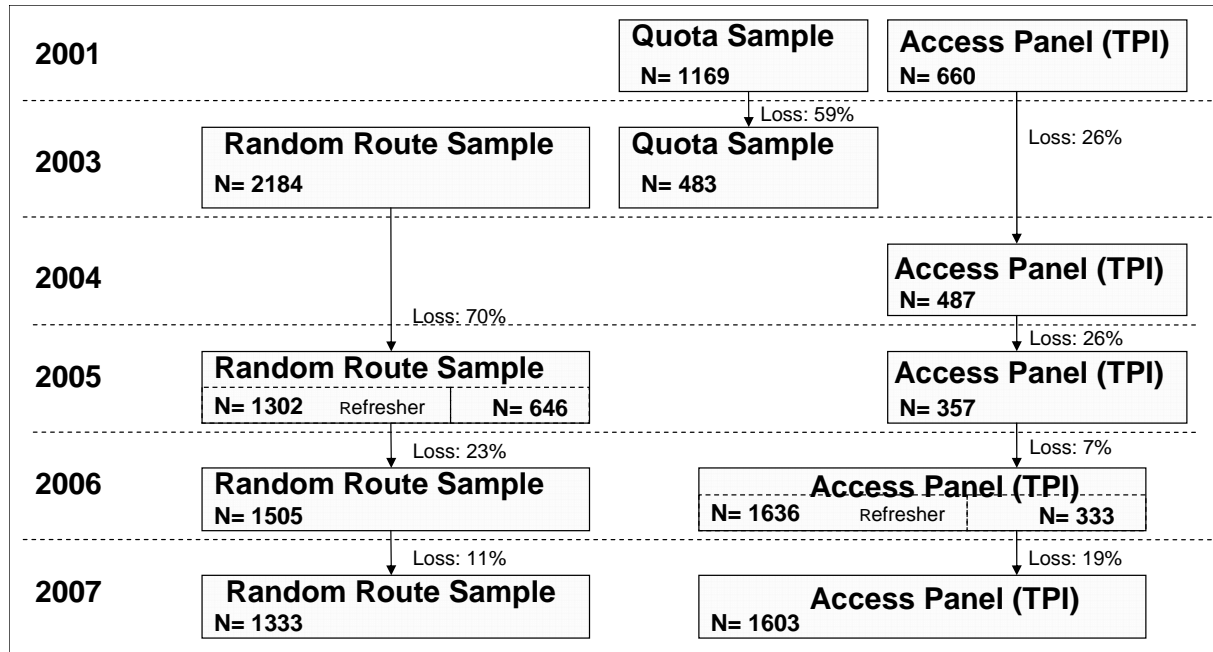 2001
Quota Sample
N= 1169
Access Panel (TPI)
N= 660
Loss: 59%
Loss: 26%
2003
Random Route Sample
N= 2184
Quota Sample
N= 483
2004
Access Panel (TPI)
N= 487
Loss: 70%
Loss: 26%
2005
Random Route Sample
N= 1302 Refresher N= 646
Access Panel (TPI)
N= 357
Loss: 23%
Loss: 7%
2006
Random Route Sample
N= 1505
Access Panel (TPI)
N= 1636 Refresher N= 333
Loss: 11%
Loss: 19%
2007
Random Route Sample
N= 1333
Access Panel (TPI)
N= 1603